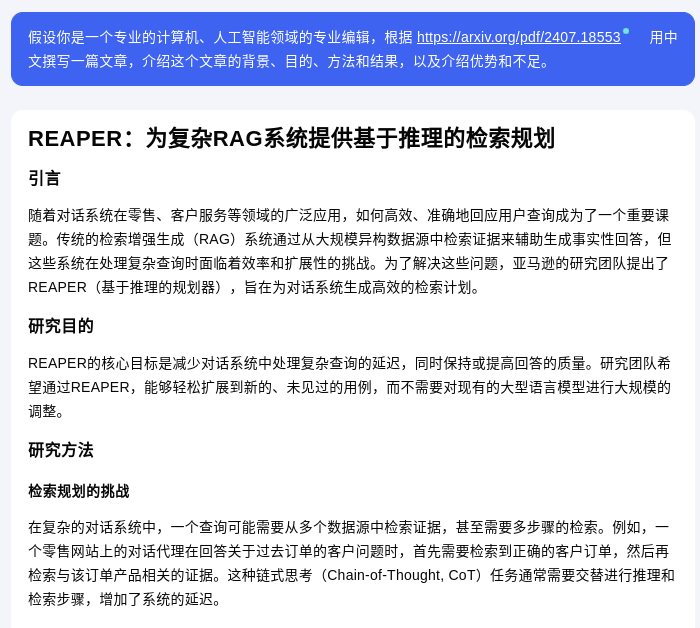 假设你是一个专业的计算机、人工智能领域的专业编辑，根据 https://arxiv.org/pdf/2407.18553 用中
文撰写一篇文章，介绍这个文章的背景、目的、方法和结果，以及介绍优势和不足。
REAPER：为复杂RAG系统提供基于推理的检索规划
引言
随着对话系统在零售、客户服务等领域的广泛应用，如何高效、准确地回应用户查询成为了一个重要课
题。传统的检索增强生成（RAG）系统通过从大规模异构数据源中检索证据来辅助生成事实性回答，但
这些系统在处理复杂查询时面临着效率和扩展性的挑战。为了解决这些问题，亚马逊的研究团队提出了
REAPER（基于推理的规划器），旨在为对话系统生成高效的检索计划。
研究目的
REAPER的核心目标是减少对话系统中处理复杂查询的延迟，同时保持或提高回答的质量。研究团队希
望通过REAPER，能够轻松扩展到新的、未见过的用例，而不需要对现有的大型语言模型进行大规模的
调整。
研究方法
检索规划的挑战
在复杂的对话系统中，一个查询可能需要从多个数据源中检索证据，甚至需要多步骤的检索。例如，一
个零售网站上的对话代理在回答关于过去订单的客户问题时，首先需要检索到正确的客户订单，然后再
检索与该订单产品相关的证据。这种链式思考（Chain-of-Thought, CoT）任务通常需要交替进行推理和
检索步骤，增加了系统的延迟。